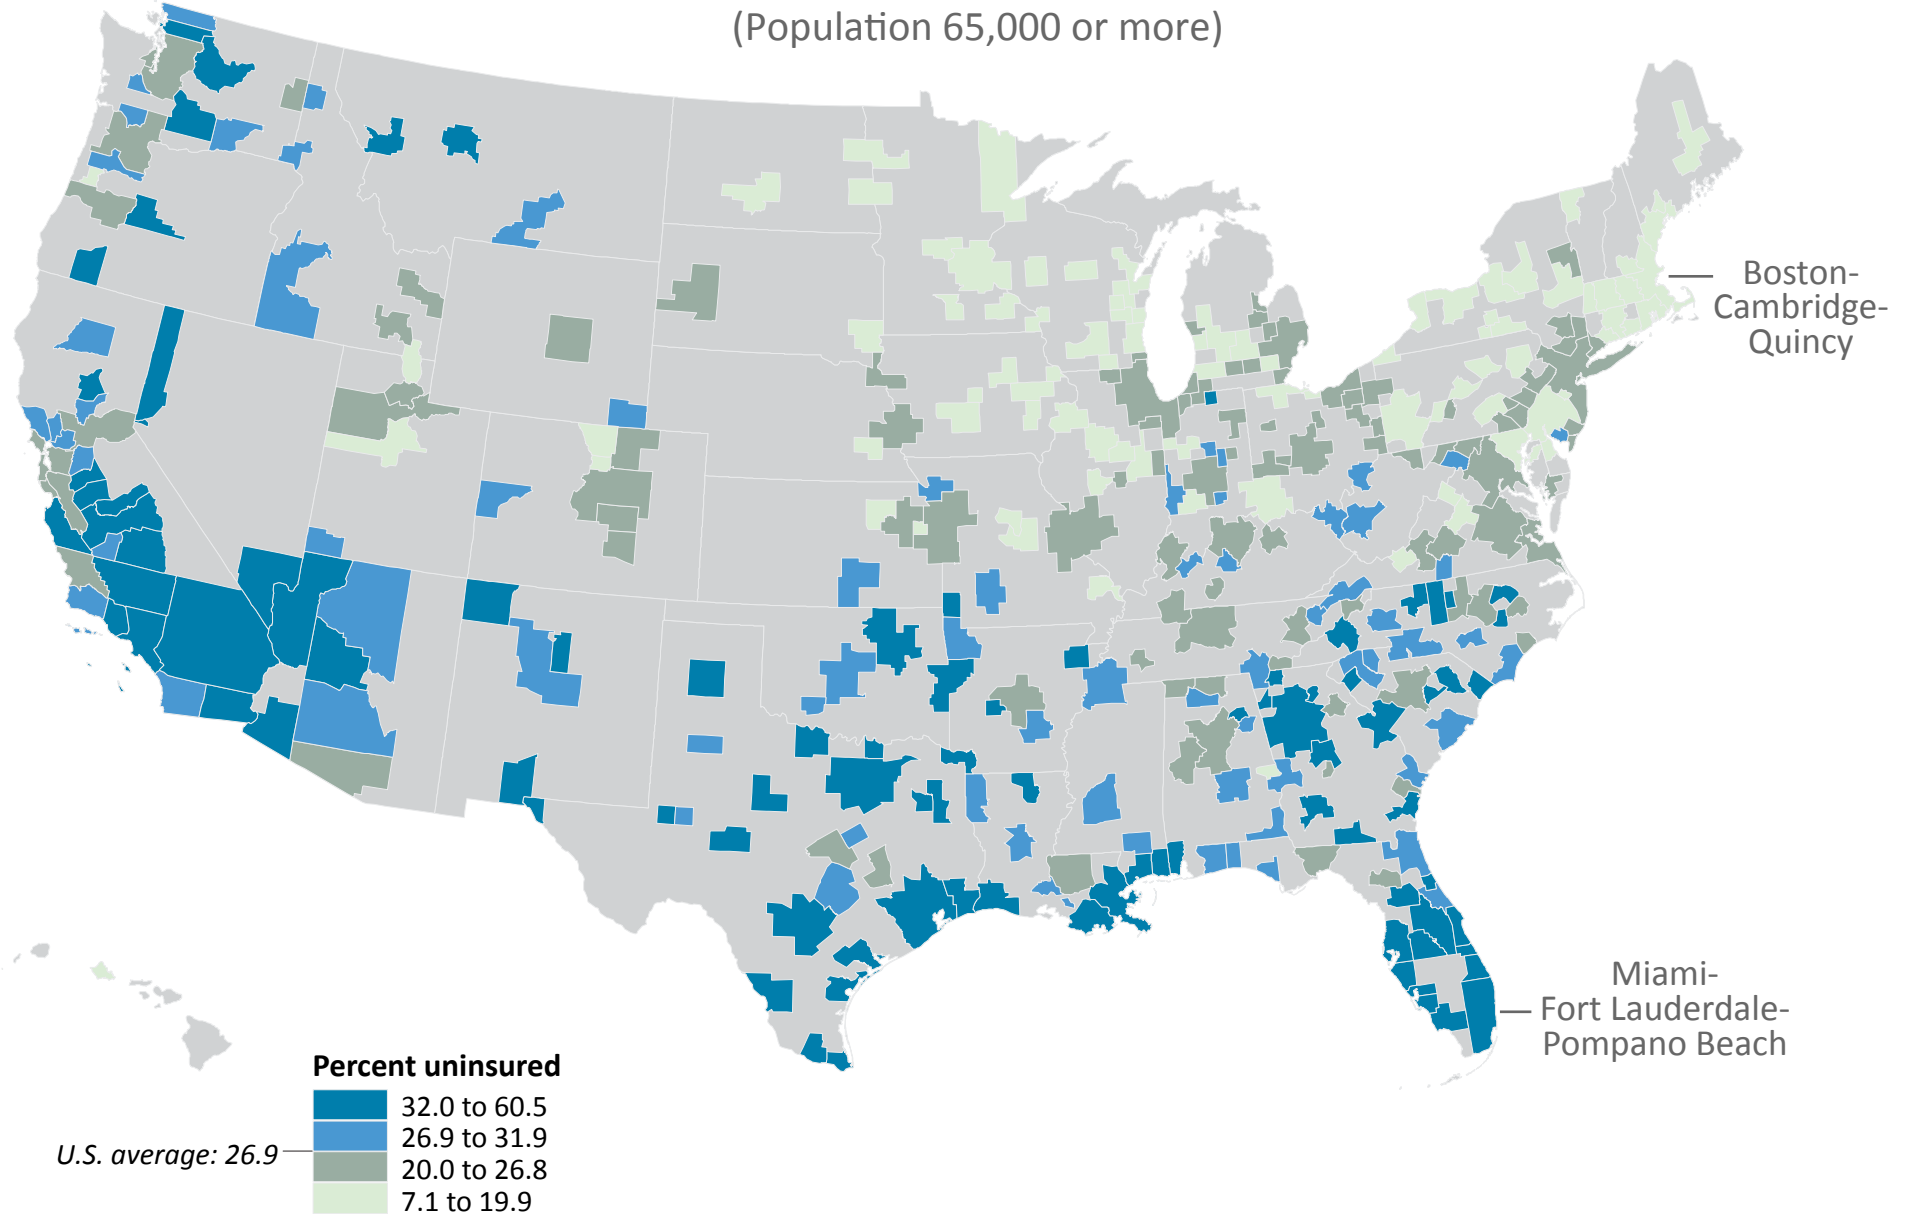 (Population 65,000 or more)
Boston-
Cambridge-
Quincy
Miami-
Fort Lauderdale-
Pompano Beach
Percent uninsured
32.0 to 60.5
26.9 to 31.9
U.S. average: 26.9
20.0 to 26.8
7.1 to 19.9